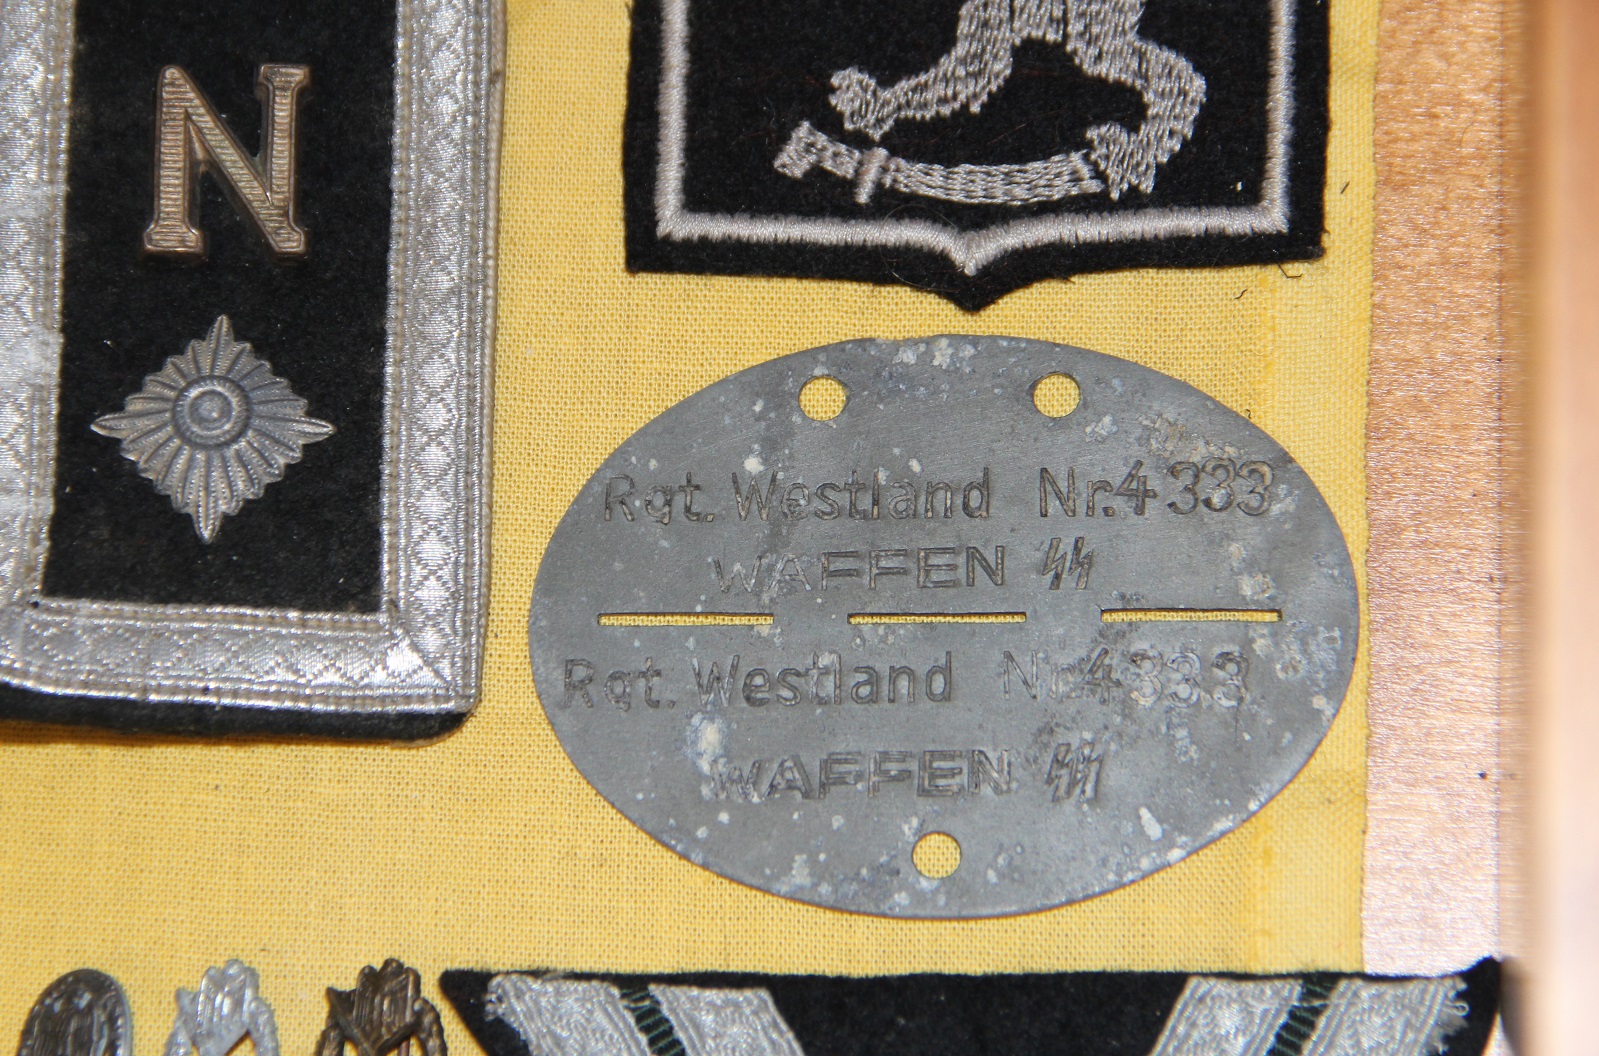 N
Rgt. Westland Nr. 4333
WAFFEN ᛋᛋ
Rgt. Westland Nr. 4333
WAFFEN ᛋᛋ